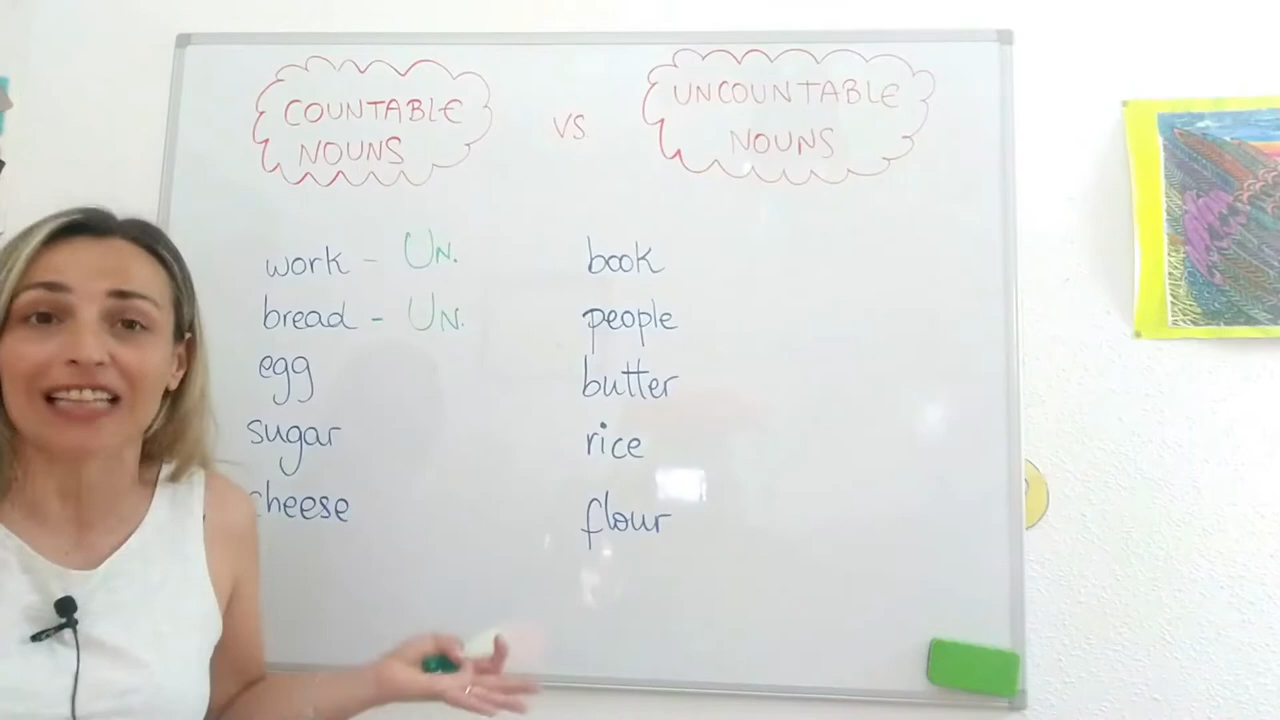 COUNTABLE
NOUNS
VS
UNCOUNTABLE
NOUNS
work - UN.
bread - UN.
egg
sugar
cheese
book
people
butter
rice
flour